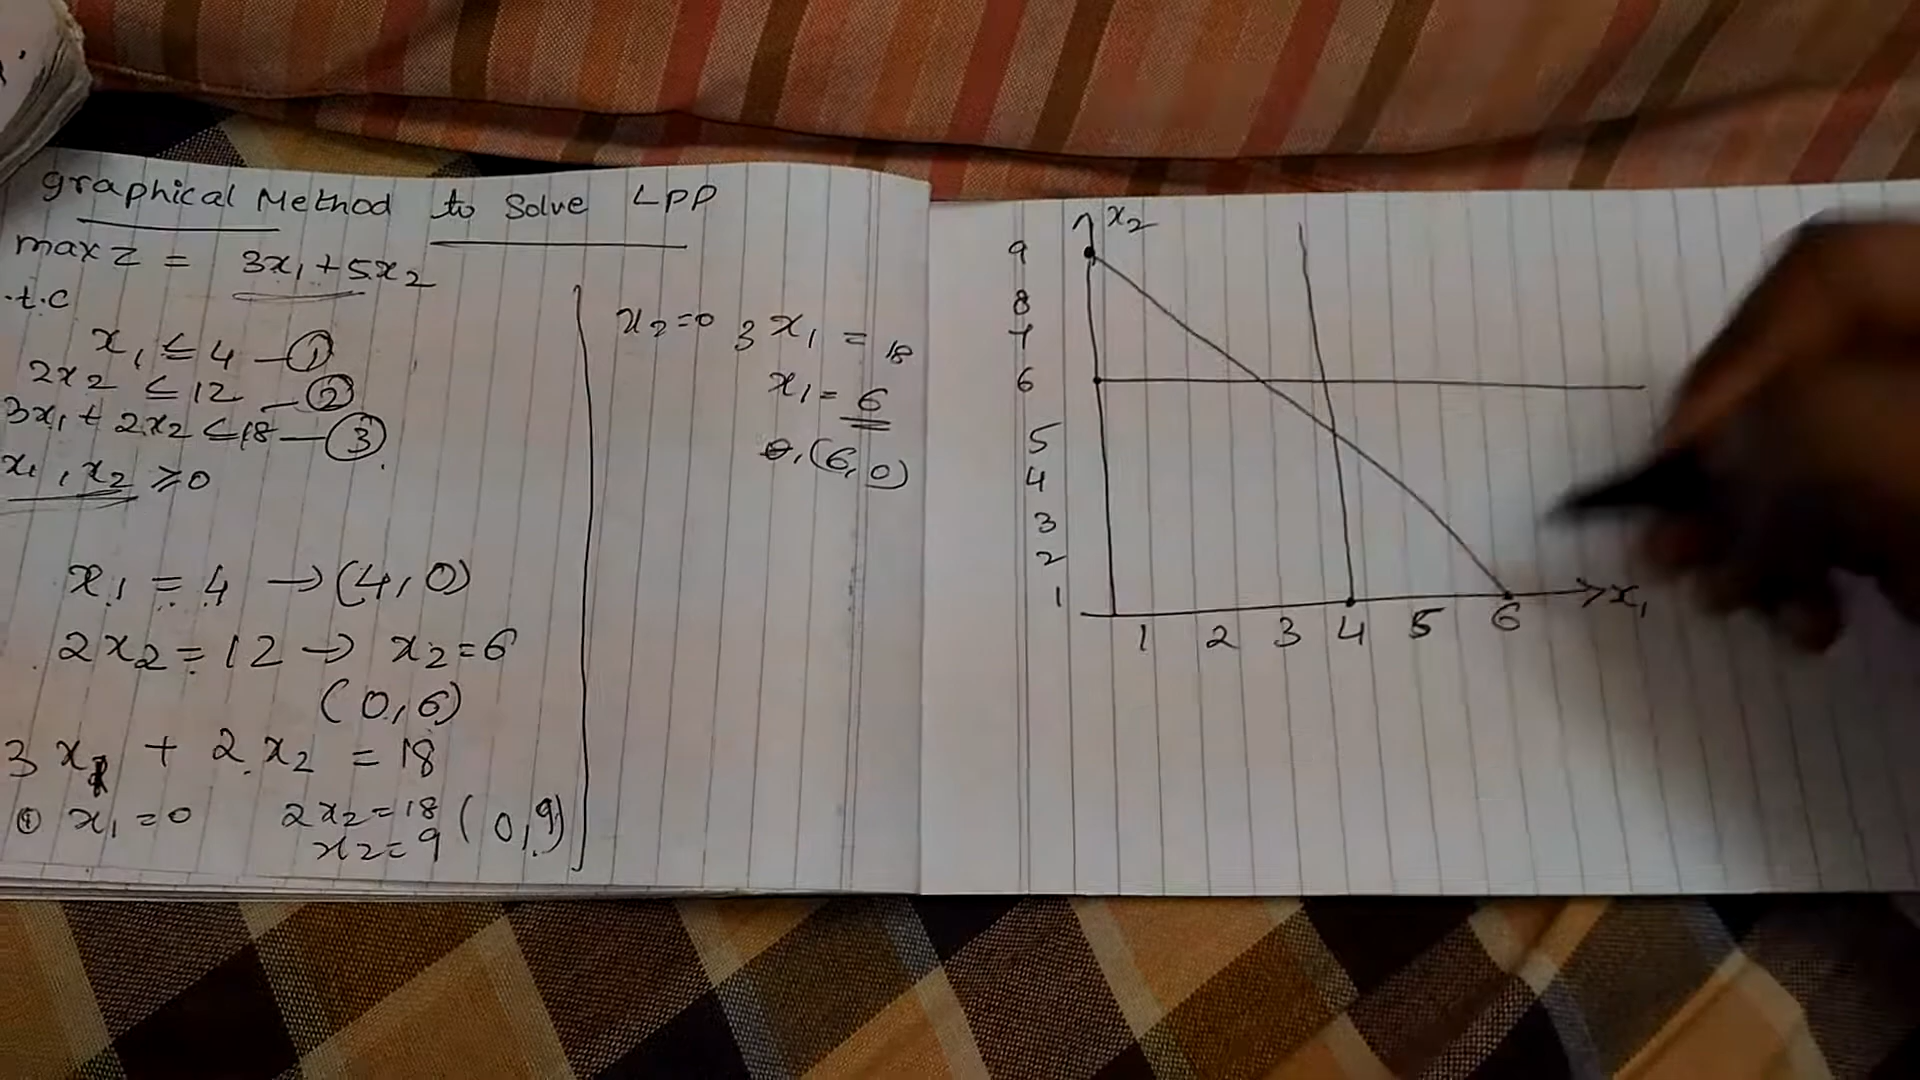 graphical Method to Solve LPP
max Z = 3x₁ + 5x₂
.t.c
x₁ ≤ 4 — ①
2x₂ ≤ 12 — ②
3x₁ + 2x₂ ≤ 18 — ③
x₁, x₂ ≥ 0
x₁ = 4 → (4, 0)
2x₂ = 12 → x₂ = 6
(0, 6)
3x₁ + 2x₂ = 18
x₁ = 0 2x₂ = 18 (0, 9)
x₂ = 9
x₂ = 0 3x₁ = 18
x₁ = 6
(6, 0)
x₂
9
8
7
6
5
4
3
2
1
1 2 3 4 5 6 x₁